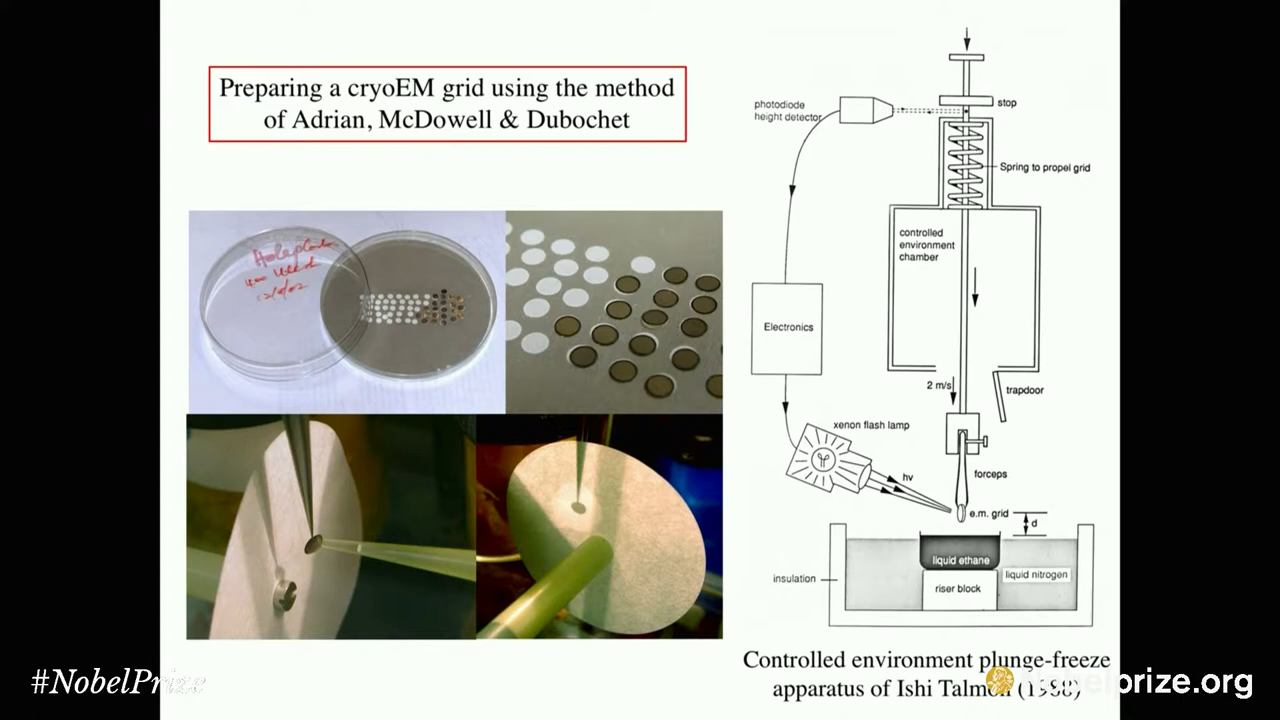 Preparing a cryoEM grid using the method
of Adrian, McDowell & Dubochet
photodiode
height detector
stop
Spring to propel grid
controlled
environment
chamber
Electronics
2 m/s
trapdoor
xenon flash lamp
hν
forceps
e.m. grid
d
liquid ethane
liquid nitrogen
insulation
riser block
Controlled environment plunge-freeze
apparatus of Ishi Talmon
#NobelPrize
Nobelprize.org